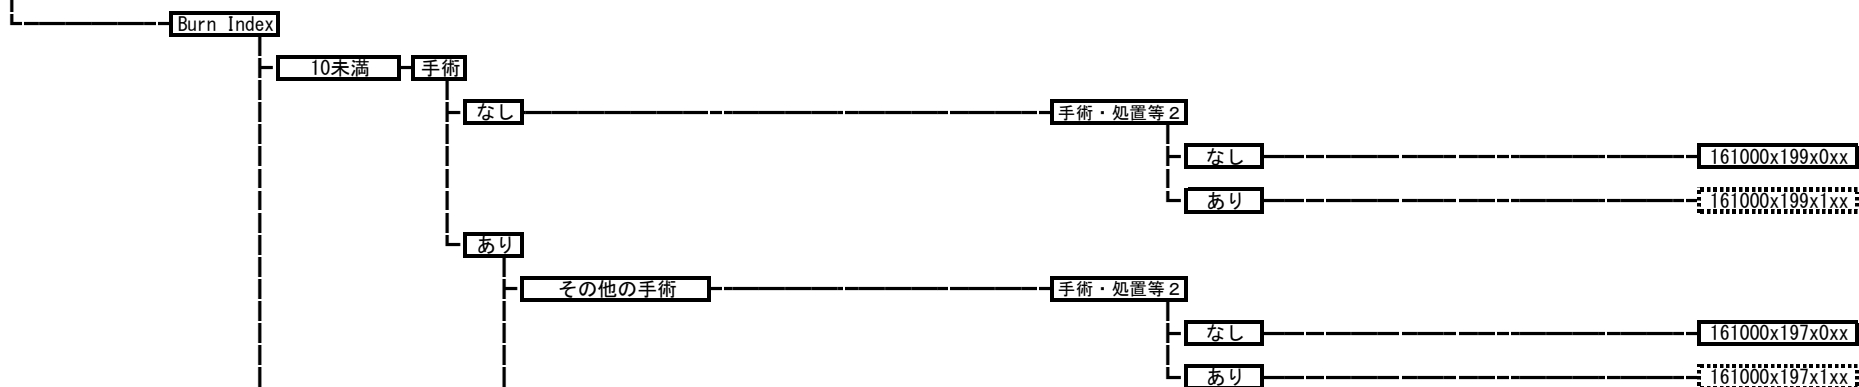 Burn Index
10未満 手術
なし 手術・処置等２
なし 161000x199x0xx
あり 161000x199x1xx
あり
その他の手術 手術・処置等２
なし 161000x197x0xx
あり 161000x197x1xx